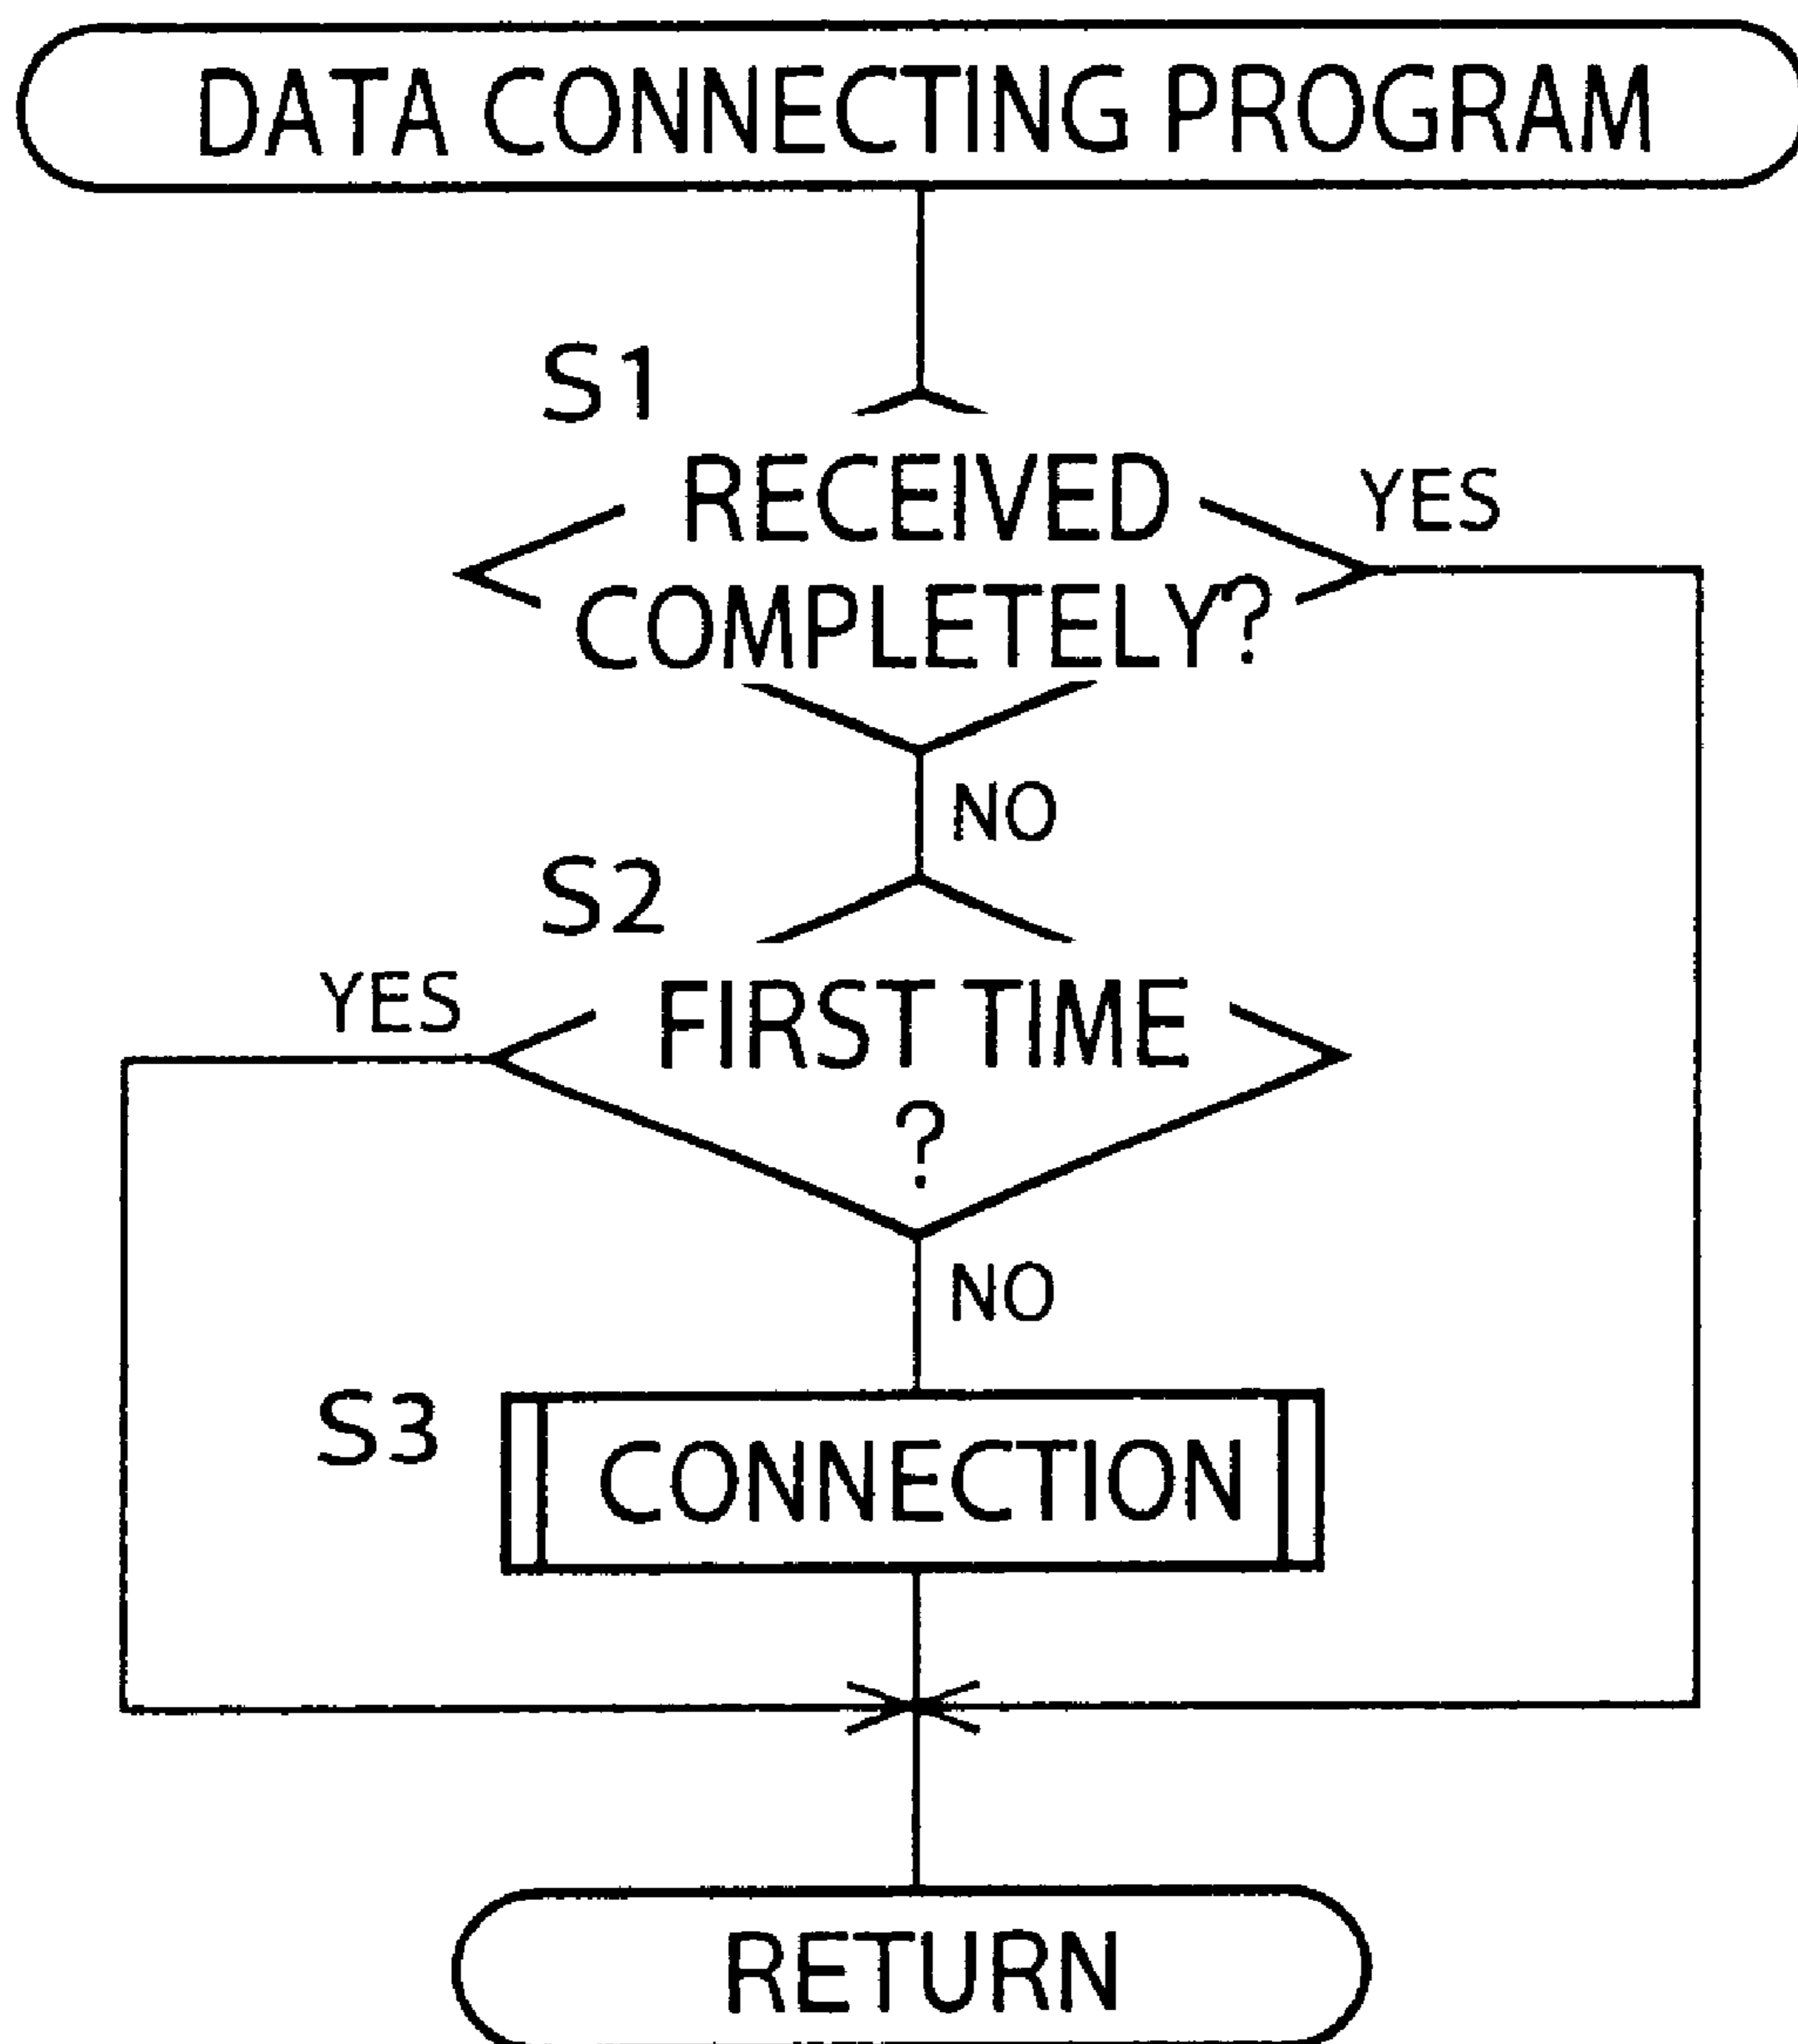 DATA CONNECTING PROGRAM
S1
RECEIVED
COMPLETELY?
YES
NO
S2
YES
FIRST TIME
?
NO
S3
CONNECTION
RETURN